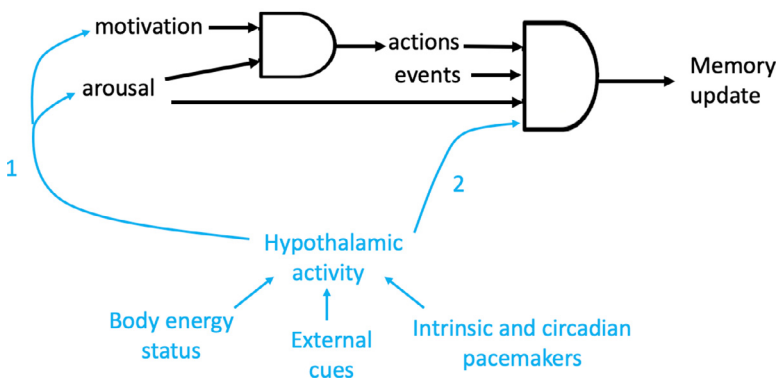 motivation
arousal
actions
events
Memory
update
1
2
Hypothalamic
activity
Body energy
status
External
cues
Intrinsic and circadian
pacemakers